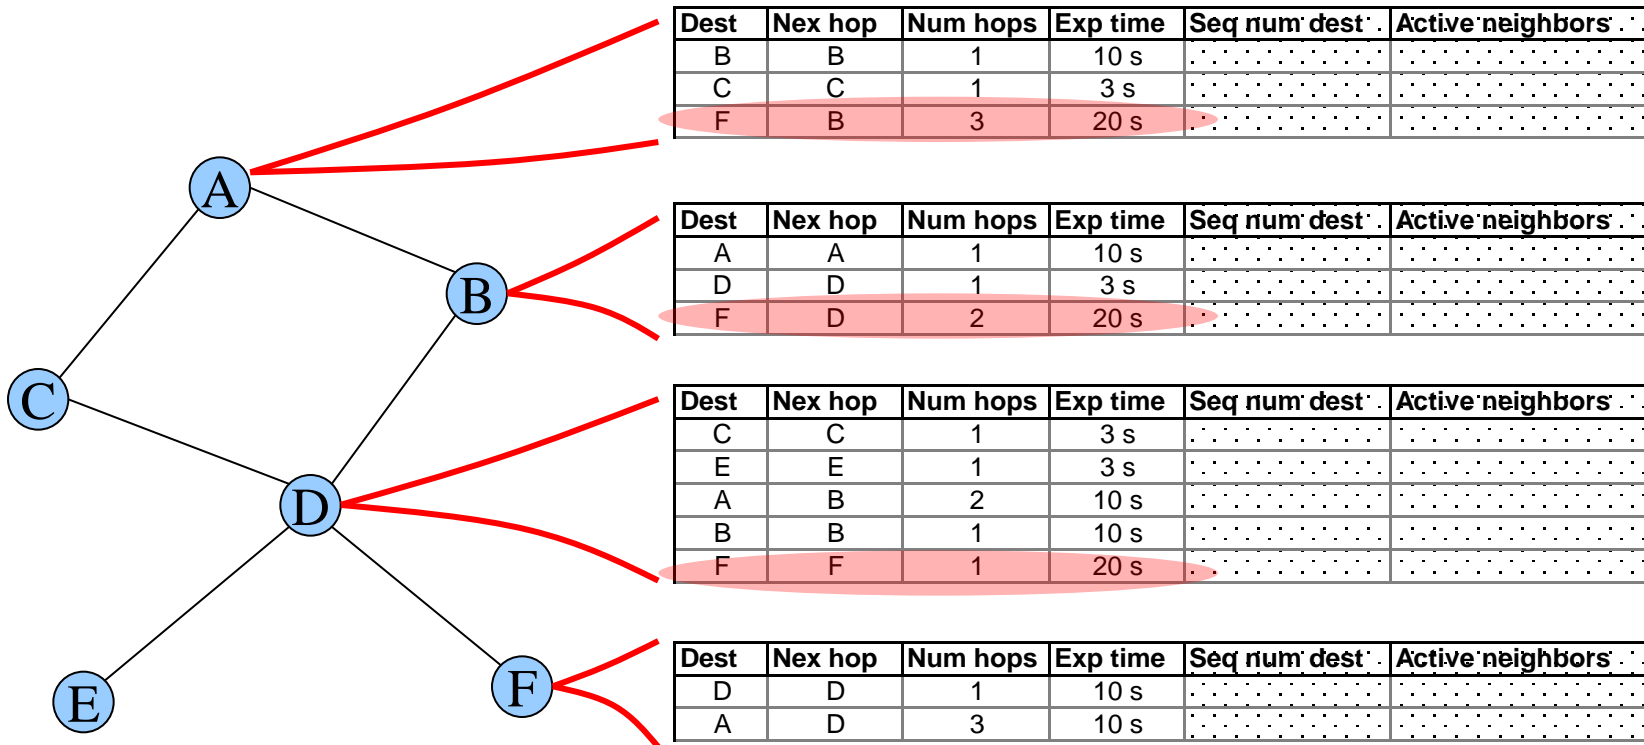 Dest Nex hop Num hops Exp time Seq num dest Active neighbors
B B 1 10 s
C C 1 3 s
F B 3 20 s
A
Dest Nex hop Num hops Exp time Seq num dest Active neighbors
A A 1 10 s
D D 1 3 s
F D 2 20 s
B
C
Dest Nex hop Num hops Exp time Seq num dest Active neighbors
C C 1 3 s
E E 1 3 s
A B 2 10 s
B B 1 10 s
F F 1 20 s
D
E
F
Dest Nex hop Num hops Exp time Seq num dest Active neighbors
D D 1 10 s
A D 3 10 s